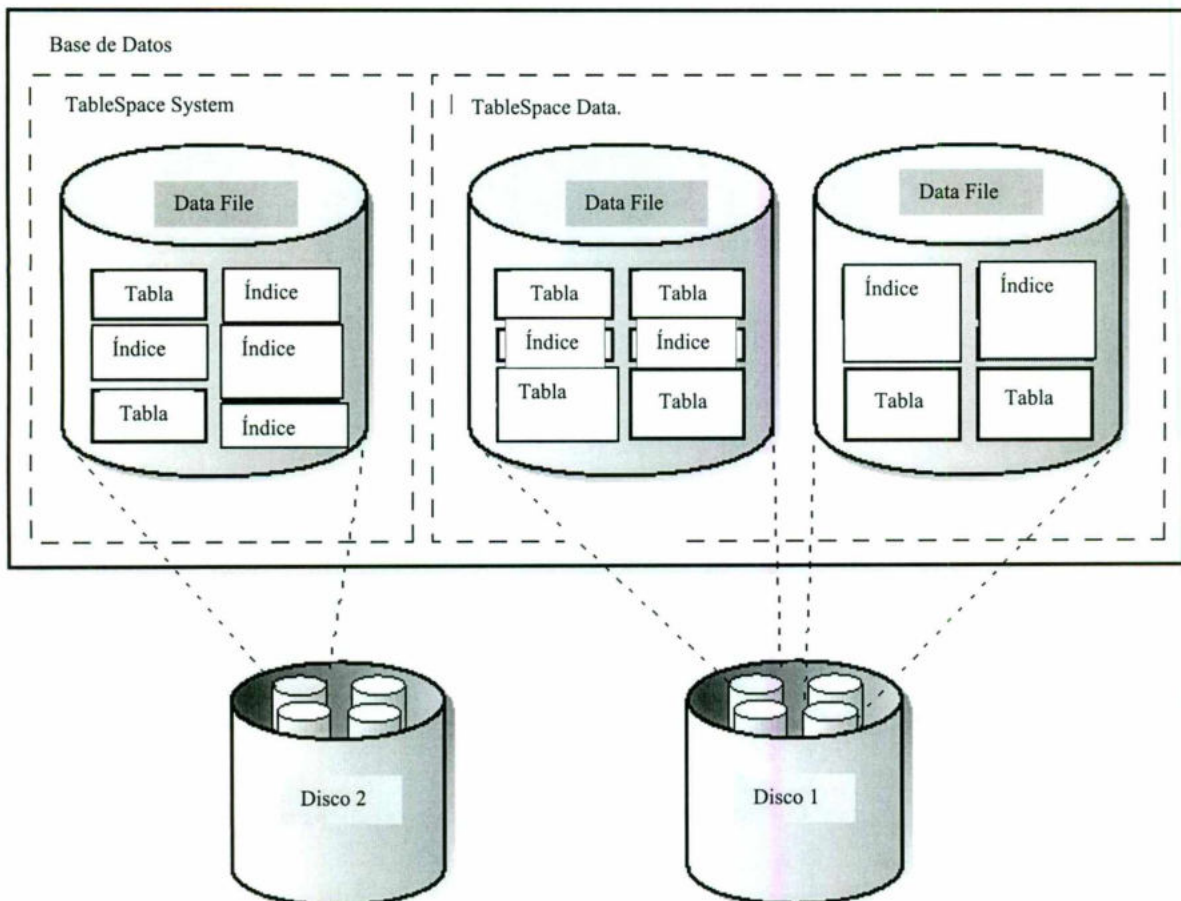 Base de Datos
TableSpace System
TableSpace Data.
Data File
Data File
Data File
Tabla
Índice
Índice
Índice
Tabla
Índice
Tabla
Tabla
Índice
Índice
Tabla
Tabla
Índice
Índice
Tabla
Tabla
Disco 2
Disco 1